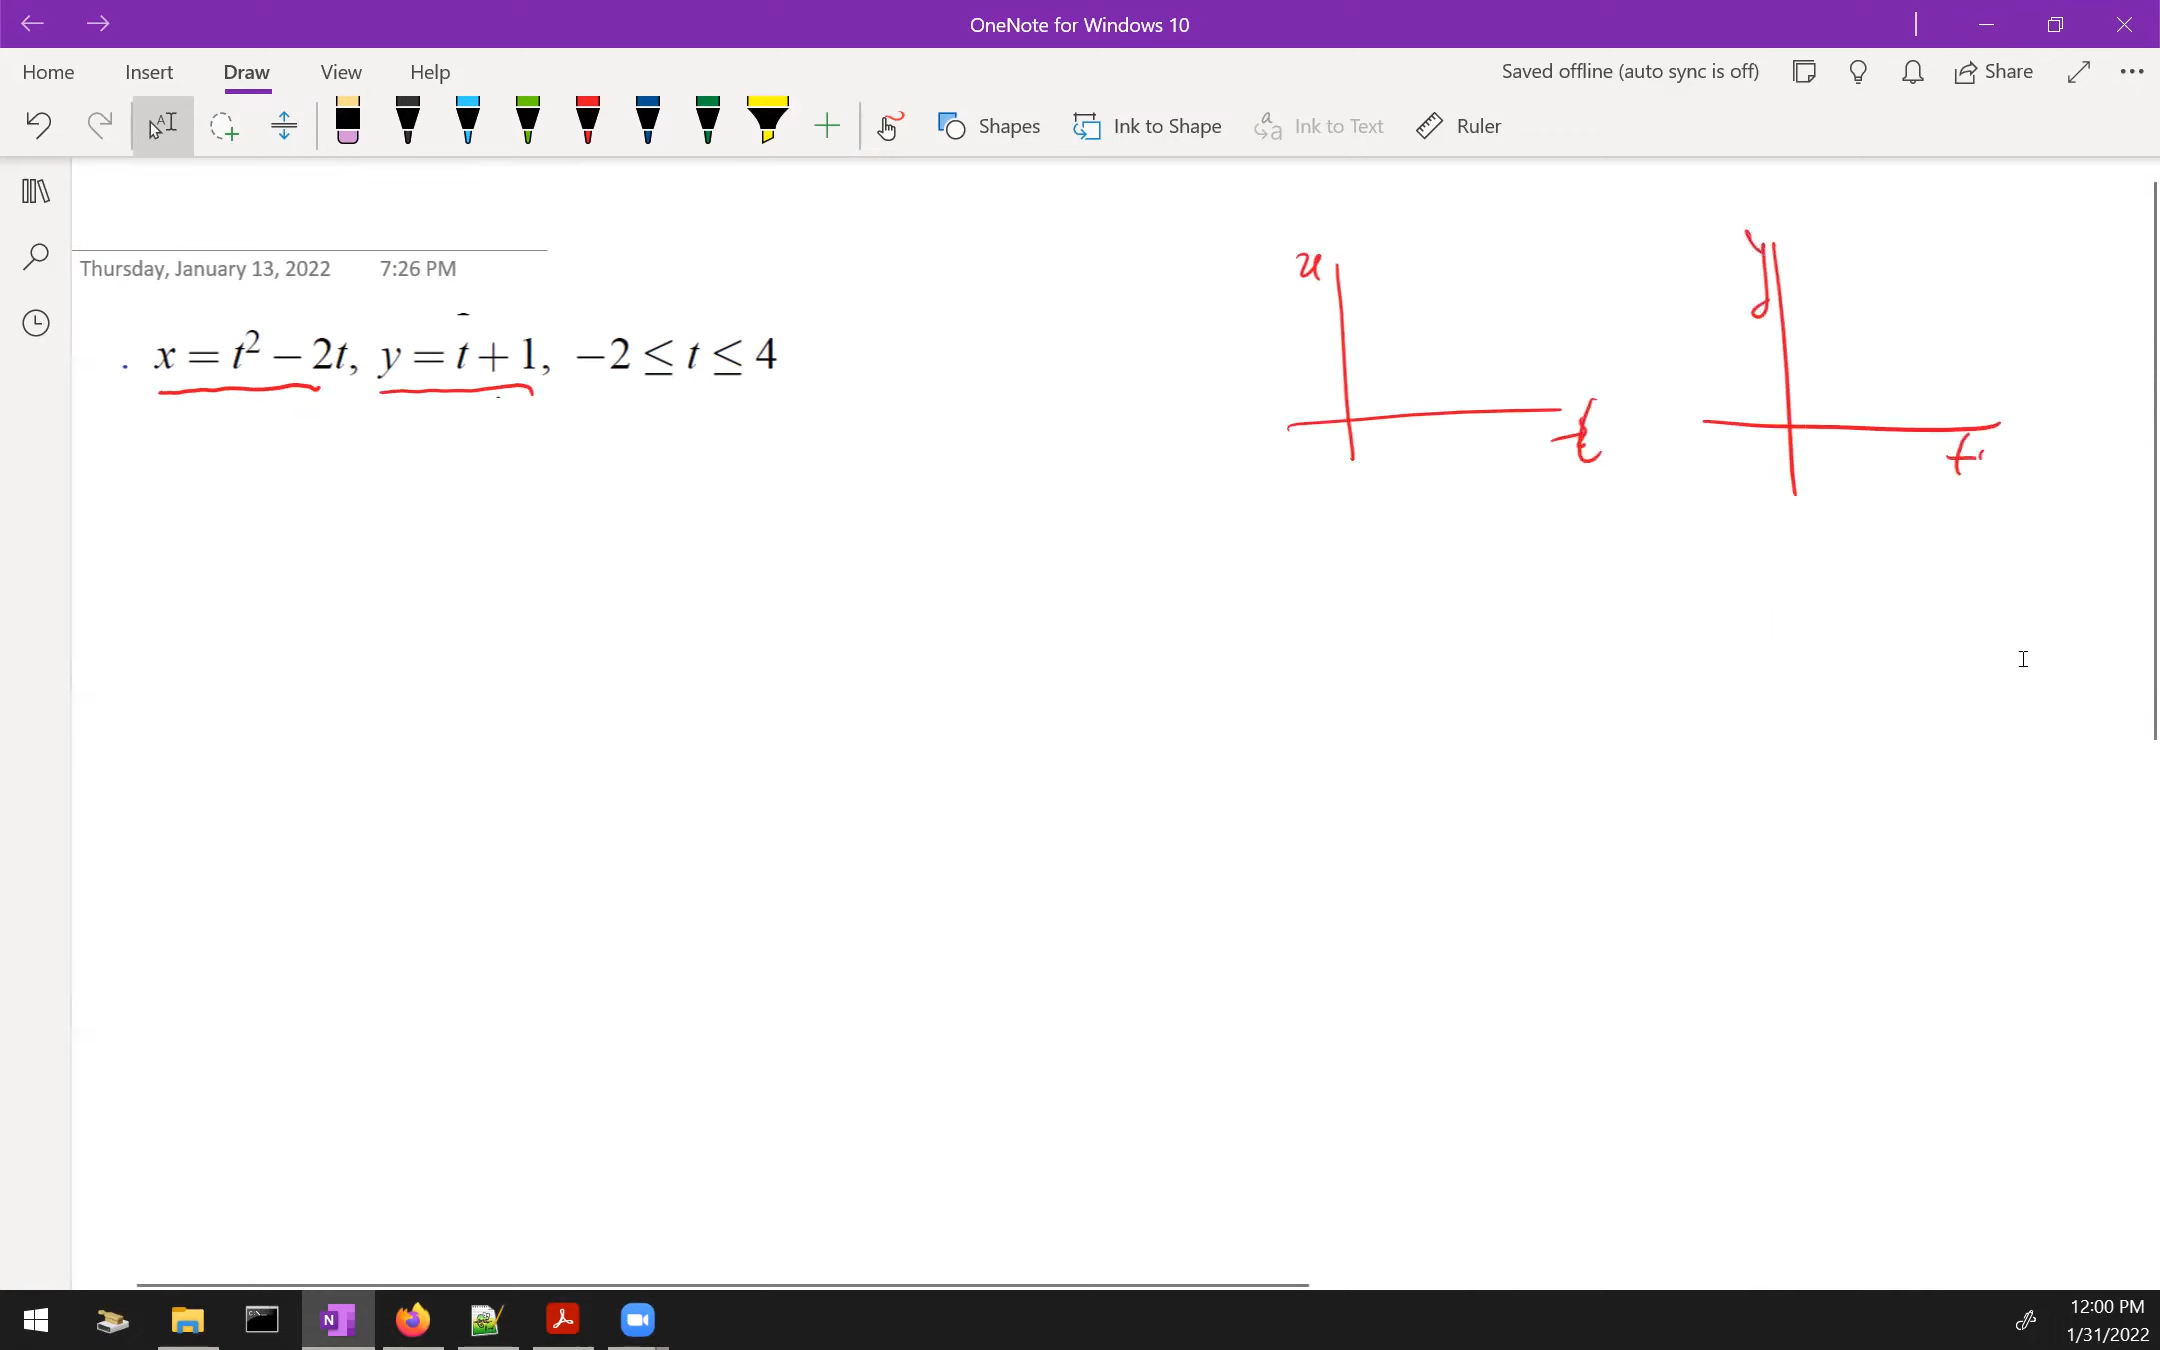 OneNote for Windows 10
Home Insert Draw View Help
Saved offline (auto sync is off) Share
Shapes Ink to Shape Ink to Text Ruler
Thursday, January 13, 2022 7:26 PM
. x = t² − 2t, y = t + 1, −2 ≤ t ≤ 4
x
t
y
t
12:00 PM
1/31/2022